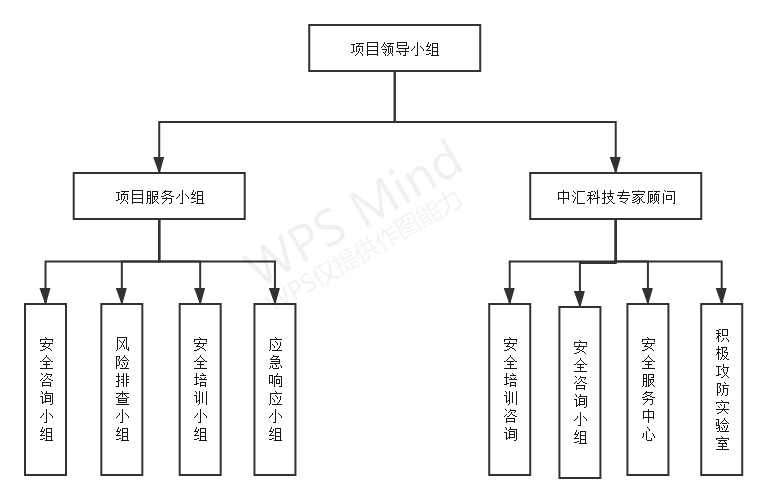 项目领导小组
项目服务小组
中汇科技专家顾问
WPS Mind
WPS仅提供作图能力
安全咨询小组
风险排查小组
安全培训小组
应急响应小组
安全培训咨询
安全咨询小组
安全服务中心
积极攻防实验室